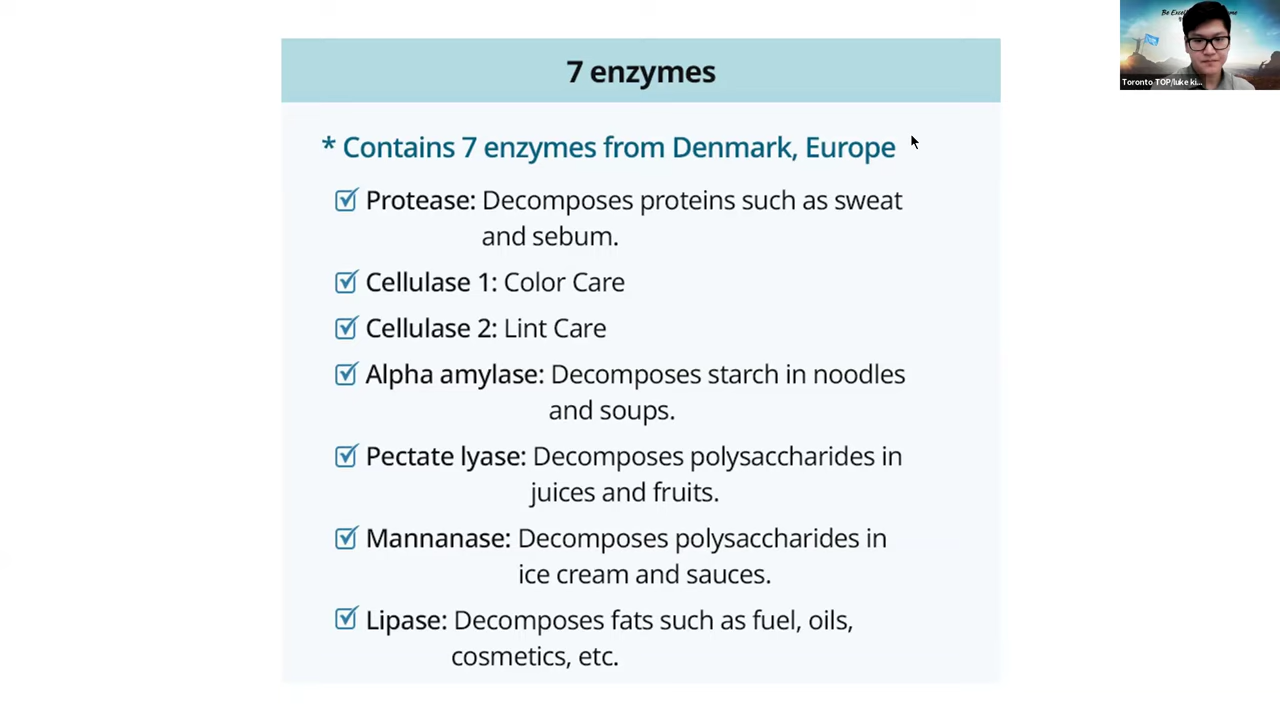 7 enzymes
* Contains 7 enzymes from Denmark, Europe
Protease: Decomposes proteins such as sweat
and sebum.
Cellulase 1: Color Care
Cellulase 2: Lint Care
Alpha amylase: Decomposes starch in noodles
and soups.
Pectate lyase: Decomposes polysaccharides in
juices and fruits.
Mannanase: Decomposes polysaccharides in
ice cream and sauces.
Lipase: Decomposes fats such as fuel, oils,
cosmetics, etc.
Be
Toronto TOP/luke ki...